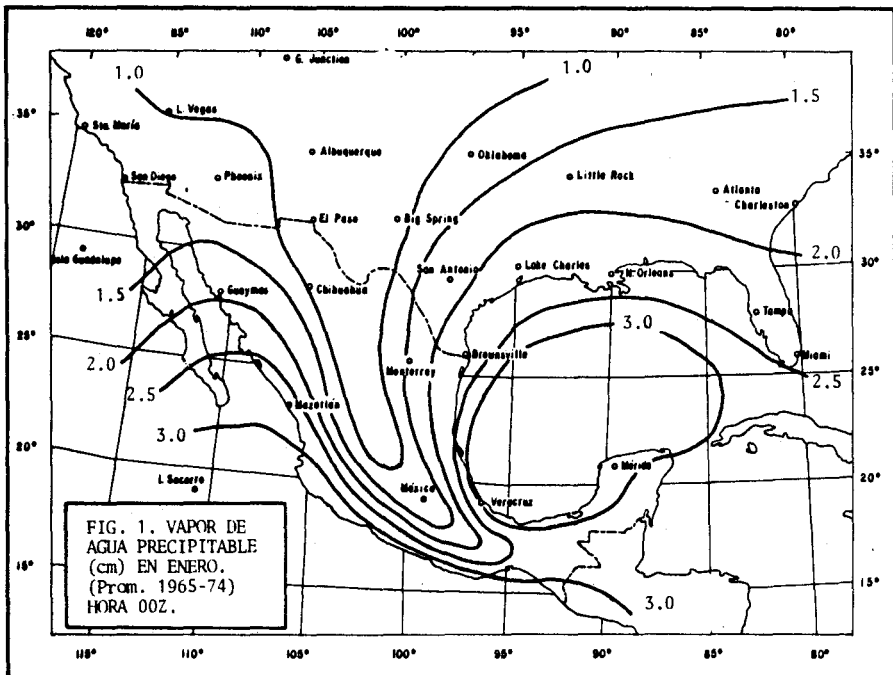 120° 115° 110° 105° 100° 95° 90° 85° 80°
G. Junction
1.0
1.0
1.5
35°
L. Vegas
Sta. María
Albuquerque
Oklahoma
35°
San Diego
Phoenix
Little Rock
Atlanta
Charleston
30°
El Paso
Big Spring
2.0
30°
Isla Guadalupe
San Antonio
Lake Charles
N. Orleans
1.5
Guaymas
Chihuahua
Tampa
25°
3.0
2.0
Monterrey
Brownsville
Miami
2.5
25°
2.5
Mazatlán
20°
3.0
Mérida
20°
I. Socorro
México
Veracruz
FIG. 1. VAPOR DE
AGUA PRECIPITABLE
(cm) EN ENERO.
(Prom. 1965-74)
HORA 00Z.
15°
3.0
15°
115° 110° 105° 100° 95° 90° 85° 80°